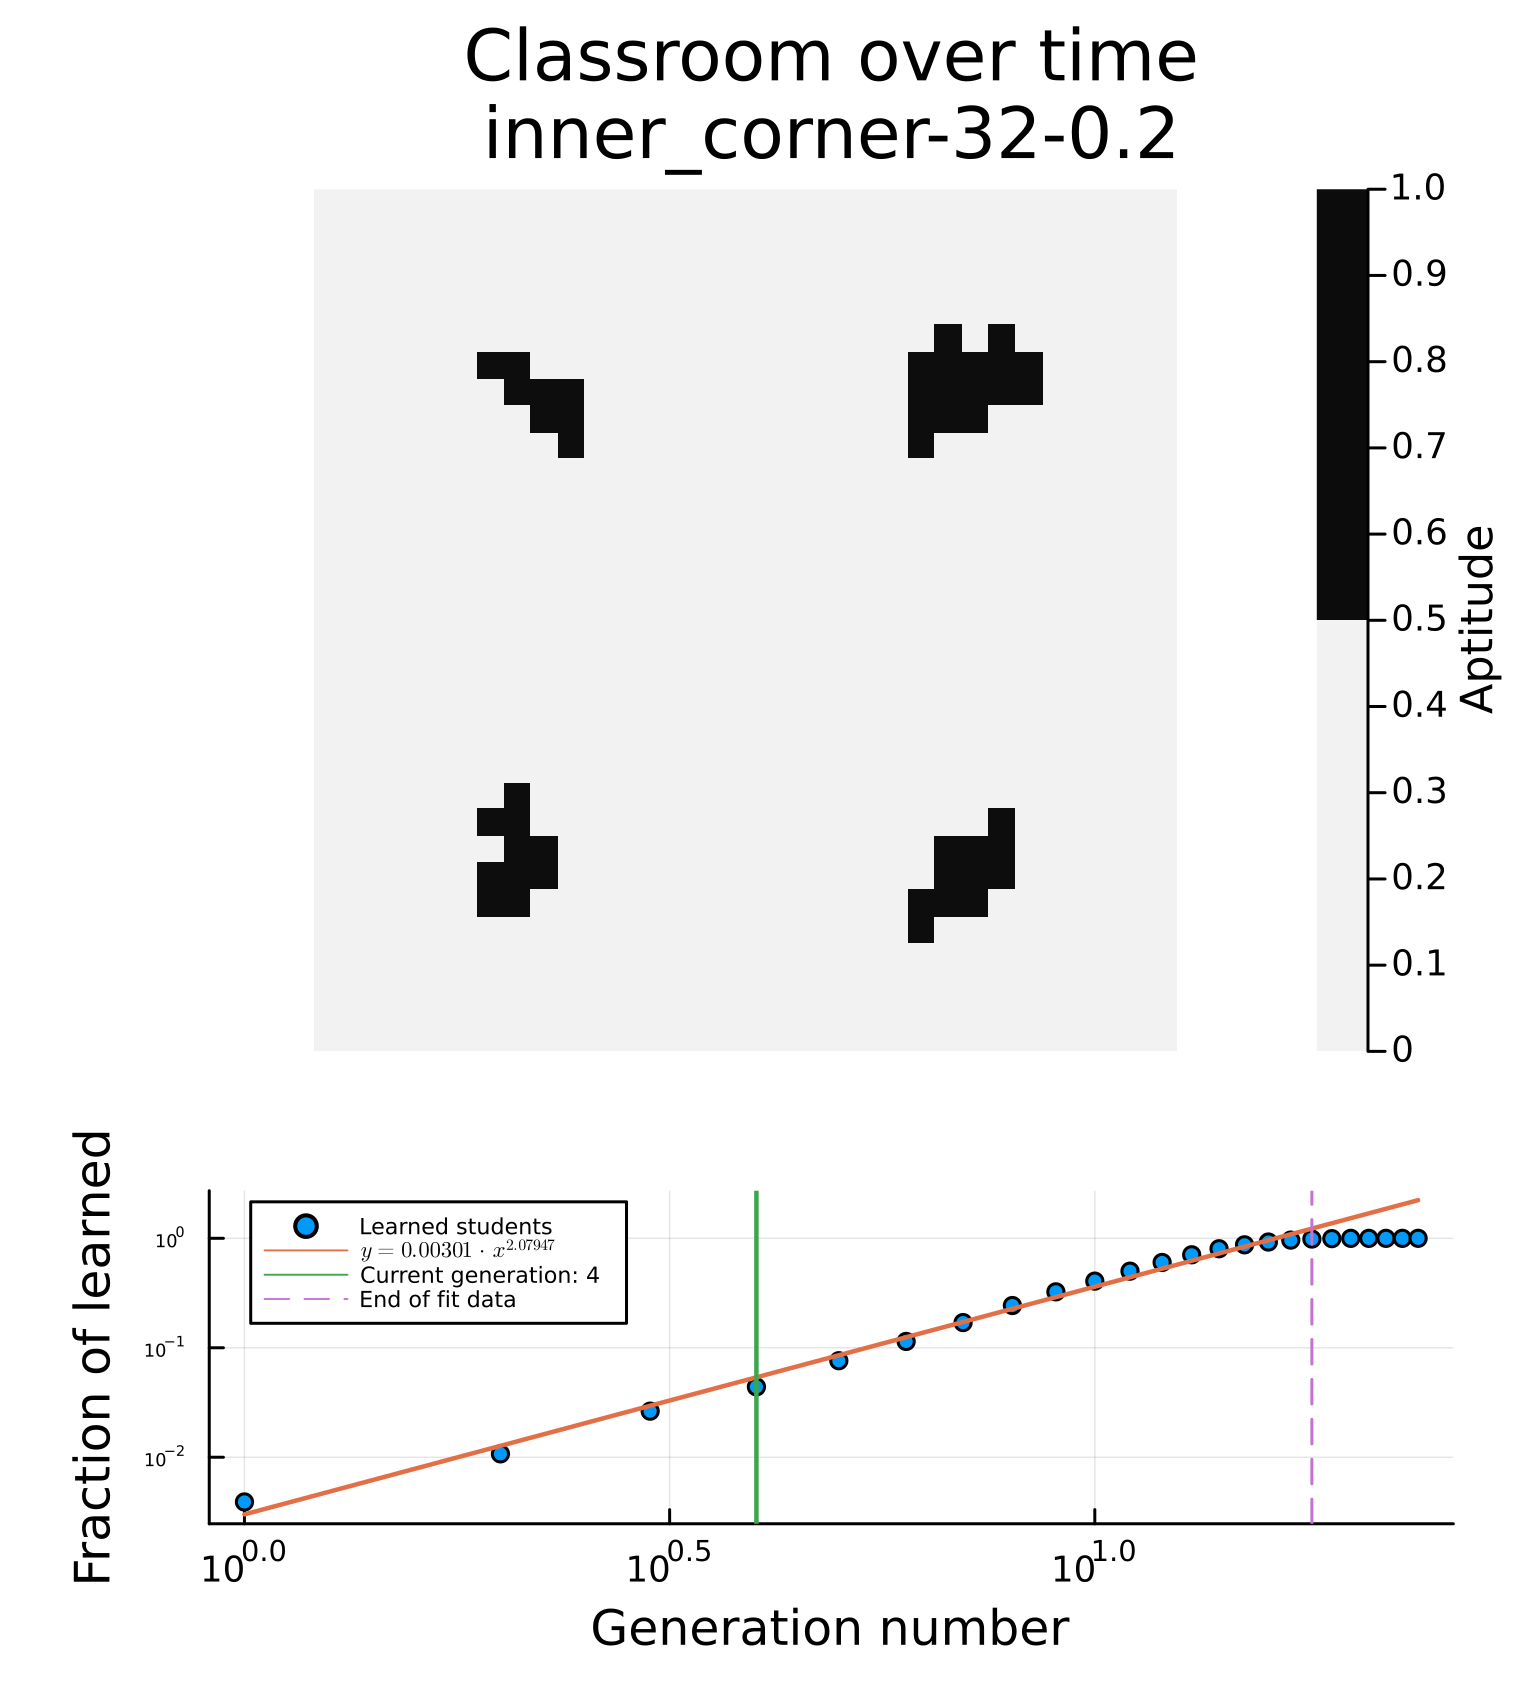 Classroom over time
inner_corner-32-0.2
1.0
0.9
0.8
0.7
0.6
0.5
0.4
0.3
0.2
0.1
0
Aptitude
Fraction of learned
10⁰
10⁻¹
10⁻²
Learned students
y = 0.00301 · x^2.07947
Current generation: 4
End of fit data
10^0.0
10^0.5
10^1.0
Generation number